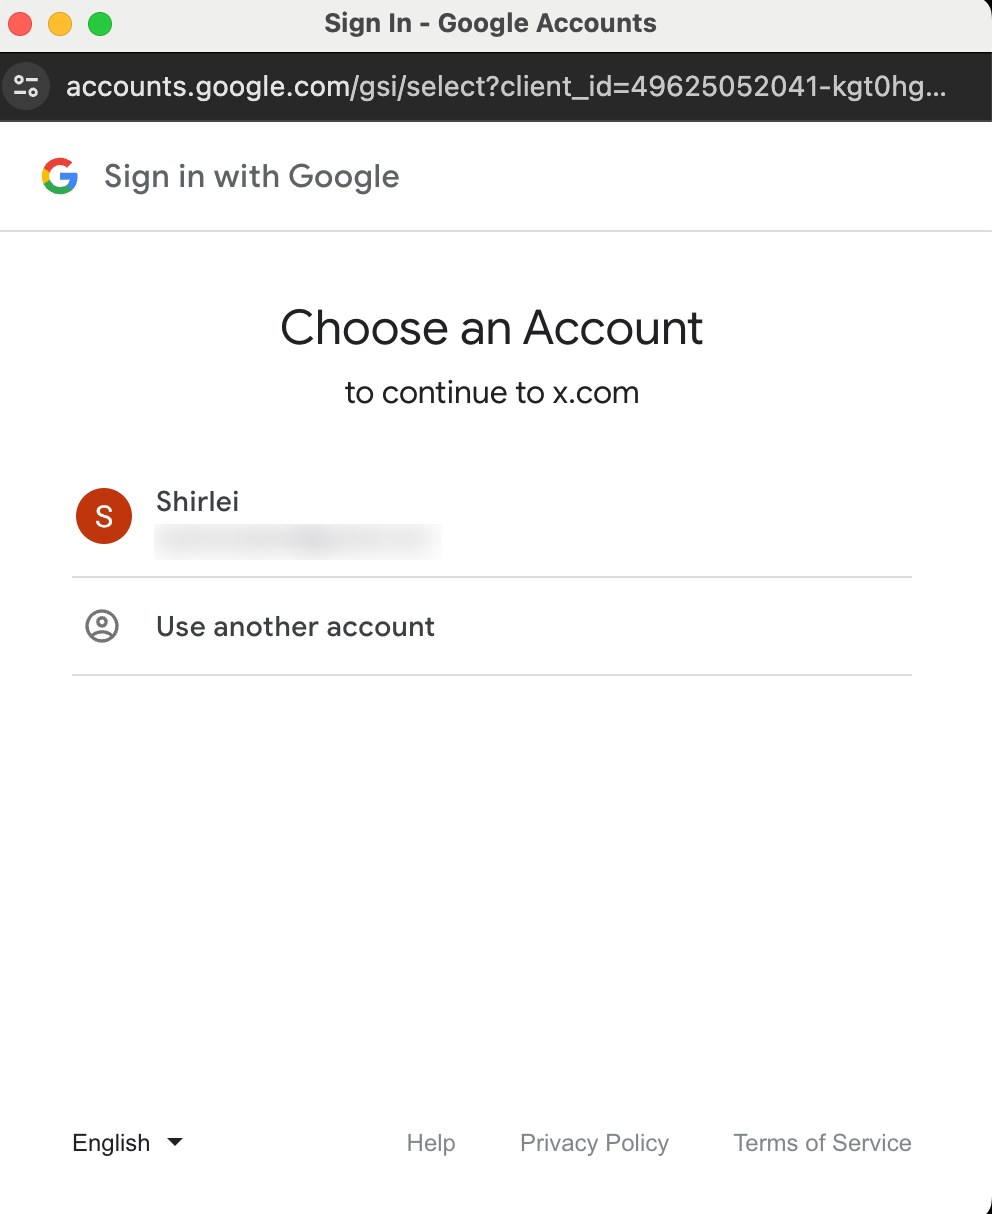 Sign In - Google Accounts
accounts.google.com/gsi/select?client_id=49625052041-kgt0hg...
Sign in with Google
Choose an Account
to continue to x.com
S
Shirlei
Use another account
English
Help
Privacy Policy
Terms of Service